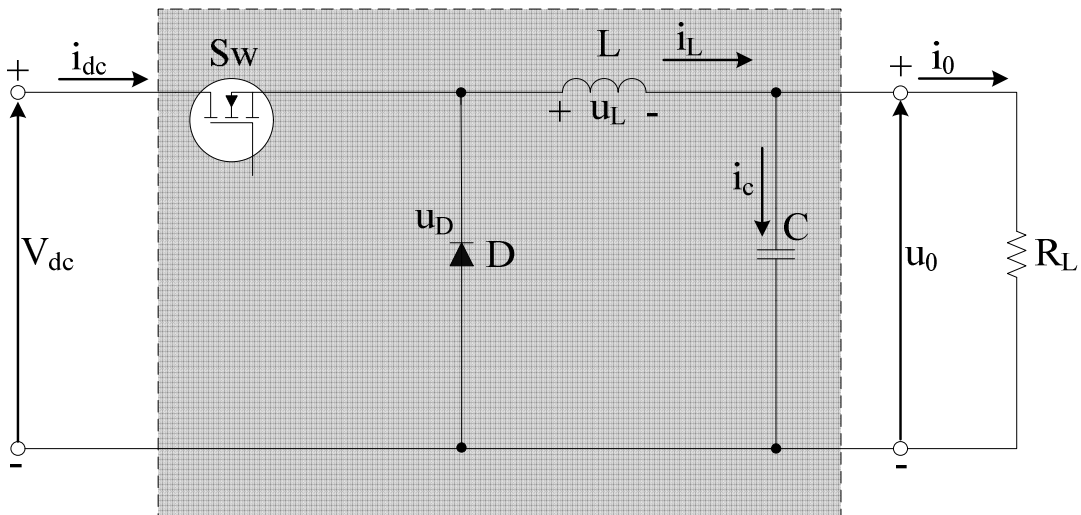 Sw
L
i_L
+
i_dc
+
i_0
+
u_L
-
i_c
u_D
D
C
V_dc
u_0
R_L
-
-